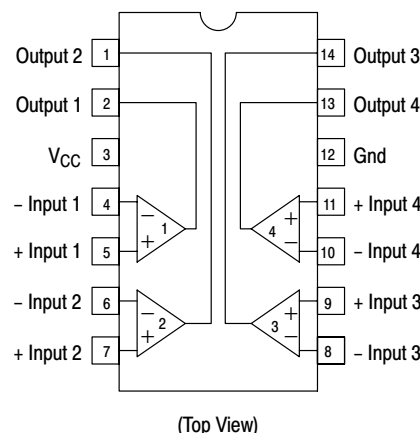 Output 2 1 14 Output 3
Output 1 2 13 Output 4
VCC 3 12 Gnd
– Input 1 4 – 1 + 4 11 + Input 4
+ Input 1 5 + – 10 – Input 4
– Input 2 6 – 2 + 3 9 + Input 3
+ Input 2 7 + – 8 – Input 3
(Top View)